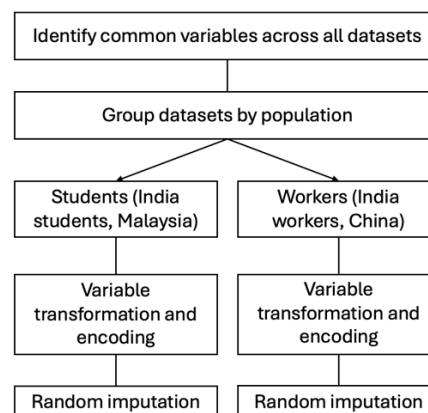 Identify common variables across all datasets
Group datasets by population
Students (India
students, Malaysia)
Workers (India
workers, China)
Variable
transformation and
encoding
Variable
transformation and
encoding
Random imputation
Random imputation